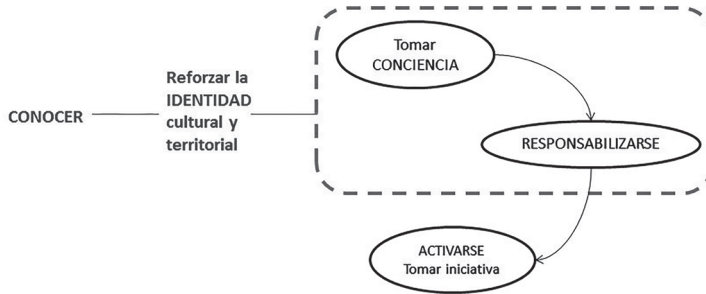 CONOCER
Reforzar la
IDENTIDAD
cultural y
territorial
Tomar
CONCIENCIA
RESPONSABILIZARSE
ACTIVARSE
Tomar iniciativa